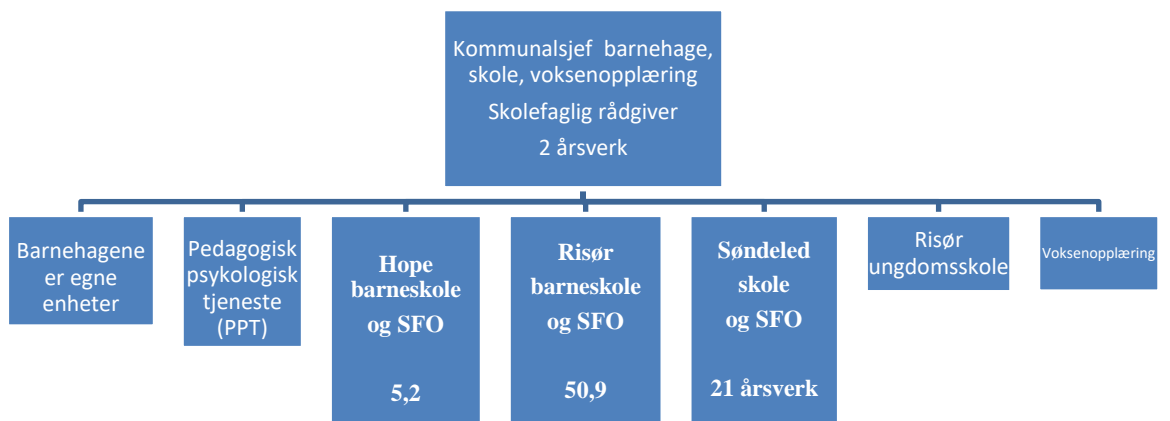 Kommunalsjef barnehage,
skole, voksenopplæring
Skolefaglig rådgiver
2 årsverk
Barnehagene
er egne
enheter
Pedagogisk
psykologisk
tjeneste
(PPT)
Hope
barneskole
og SFO
5,2
Risør
barneskole
og SFO
50,9
Søndeled
skole
og SFO
21 årsverk
Risør
ungdomsskole
Voksenopplæring